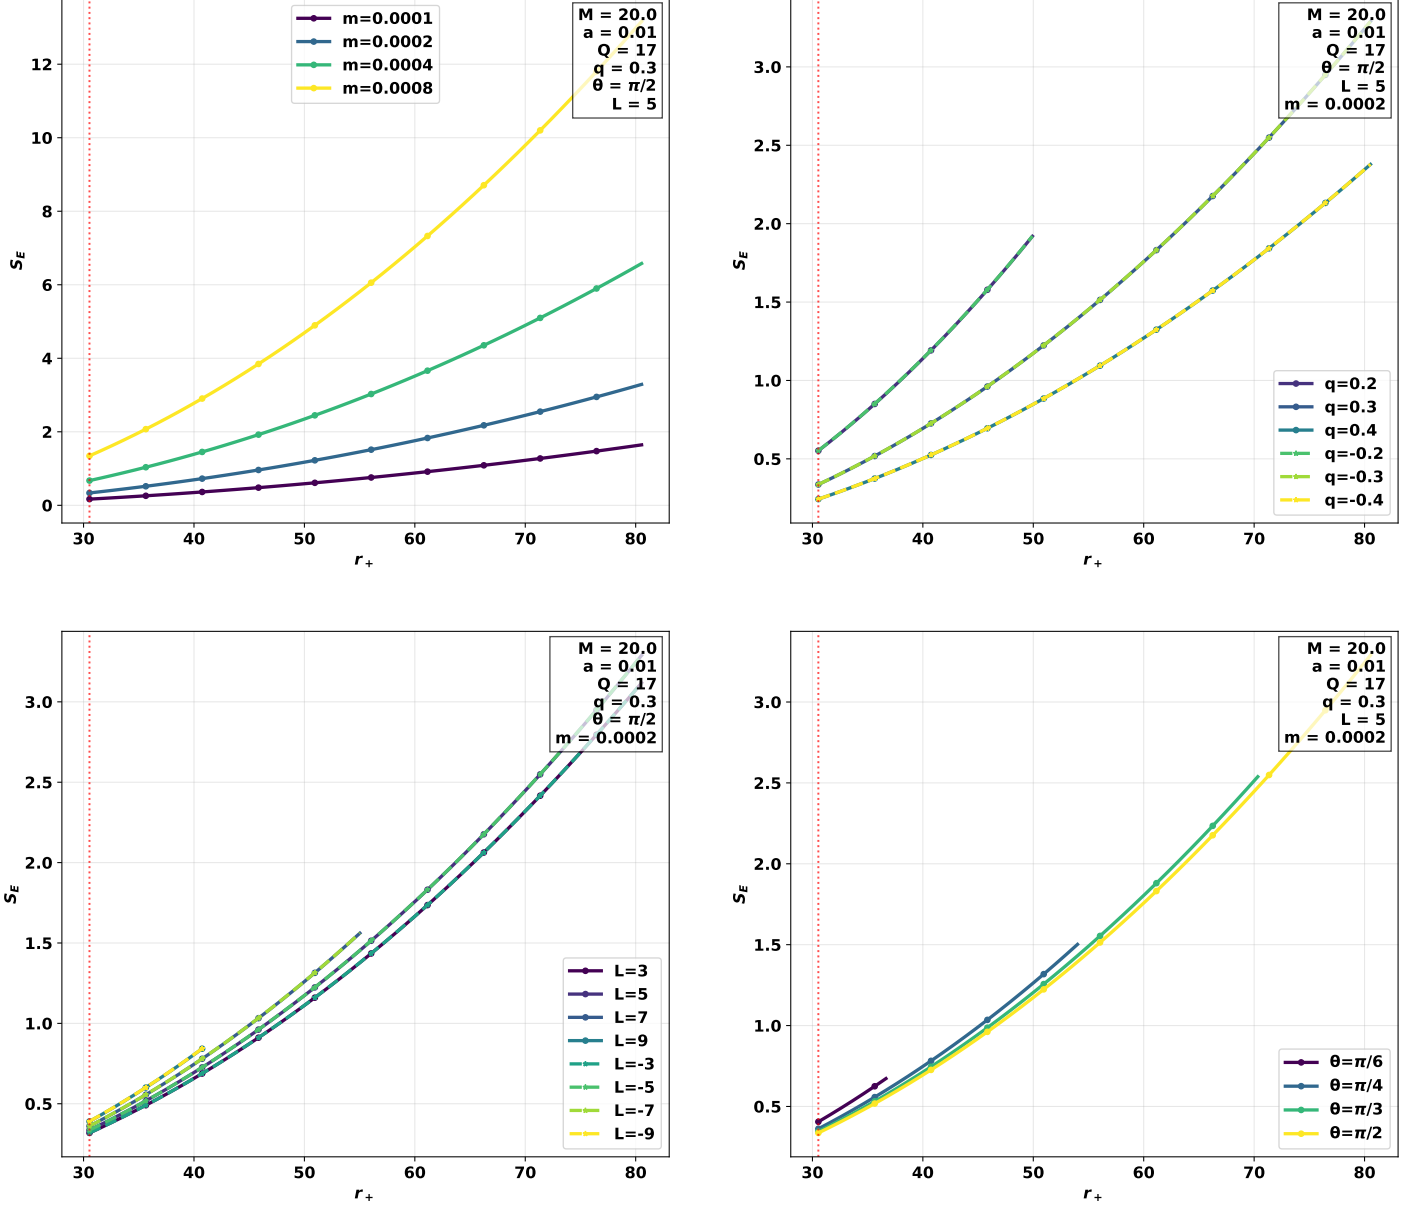 m=0.0001
m=0.0002
m=0.0004
m=0.0008
M = 20.0
a = 0.01
Q = 17
q = 0.3
θ = π/2
L = 5
12
10
8
6
4
2
0
S_E
30
40
50
60
70
80
r_+
M = 20.0
a = 0.01
Q = 17
θ = π/2
L = 5
m = 0.0002
3.0
2.5
2.0
1.5
1.0
0.5
S_E
q=0.2
q=0.3
q=0.4
q=-0.2
q=-0.3
q=-0.4
30
40
50
60
70
80
r_+
M = 20.0
a = 0.01
Q = 17
q = 0.3
θ = π/2
m = 0.0002
3.0
2.5
2.0
1.5
1.0
0.5
S_E
L=3
L=5
L=7
L=9
L=-3
L=-5
L=-7
L=-9
30
40
50
60
70
80
r_+
M = 20.0
a = 0.01
Q = 17
q = 0.3
L = 5
m = 0.0002
3.0
2.5
2.0
1.5
1.0
0.5
S_E
θ=π/6
θ=π/4
θ=π/3
θ=π/2
30
40
50
60
70
80
r_+